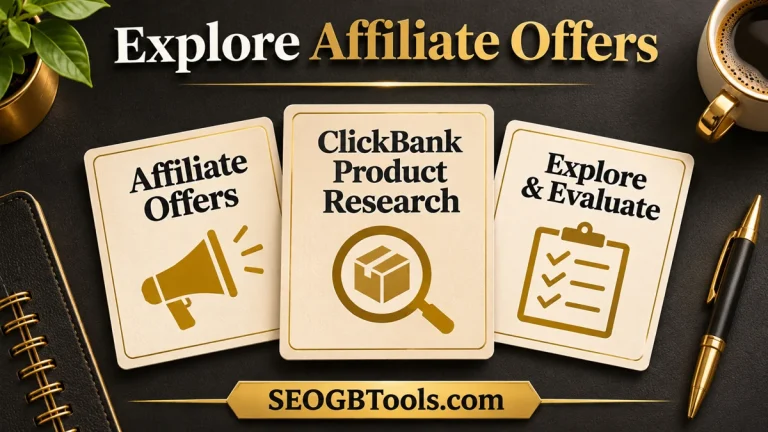 Explore Affiliate Offers
Affiliate
Offers
ClickBank
Product
Research
Explore
& Evaluate
SEOGBTools.com